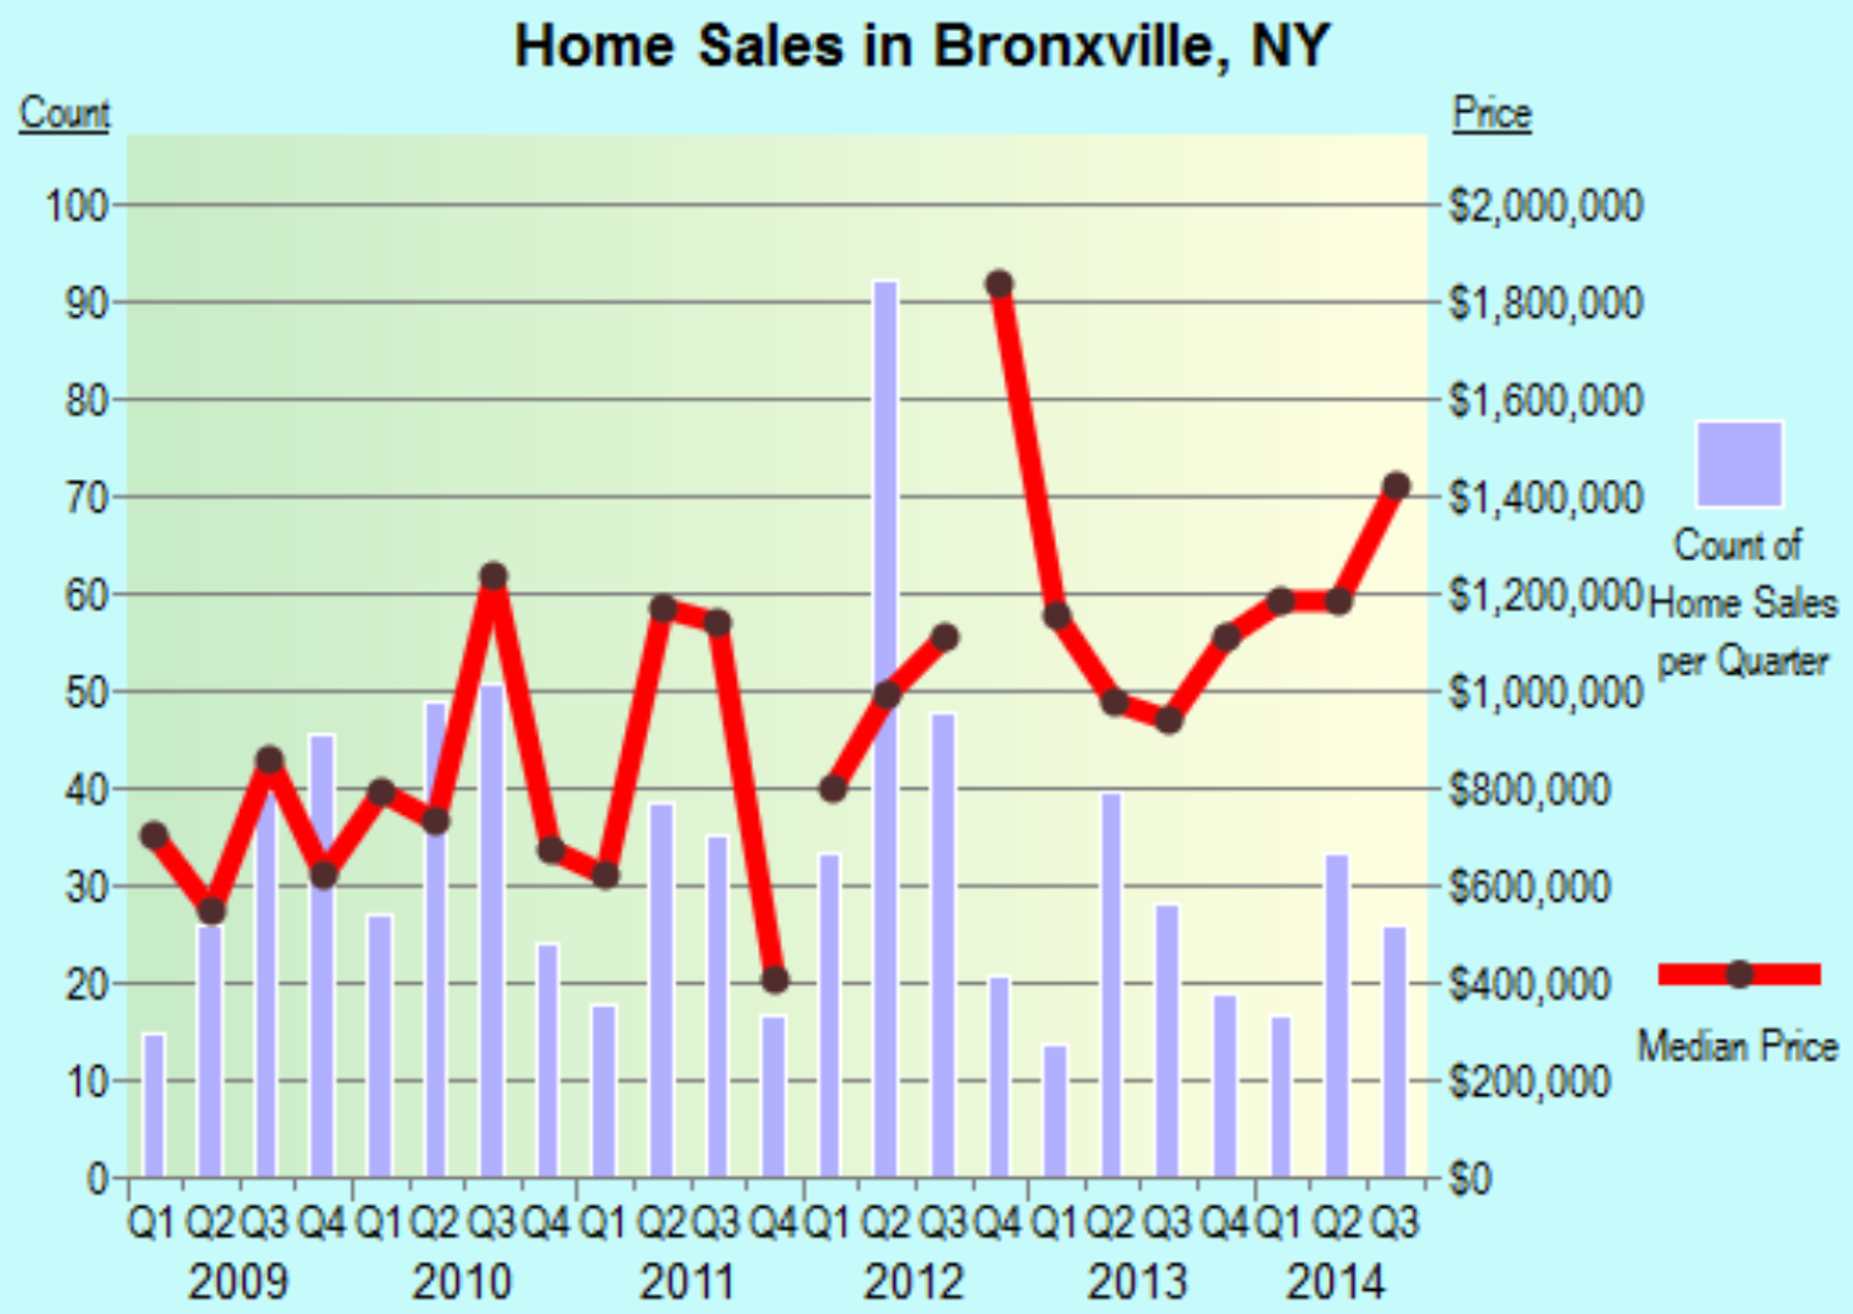 Home Sales in Bronxville, NY
Count
Price
100
$2,000,000
90
$1,800,000
80
$1,600,000
70
$1,400,000
60
$1,200,000
50
$1,000,000
40
$800,000
30
$600,000
20
$400,000
10
$200,000
0
$0
Count of
Home Sales
per Quarter
Median Price
Q1 Q2 Q3 Q4 Q1 Q2 Q3 Q4 Q1 Q2 Q3 Q4 Q1 Q2 Q3 Q4 Q1 Q2 Q3 Q4 Q1 Q2 Q3
2009 2010 2011 2012 2013 2014